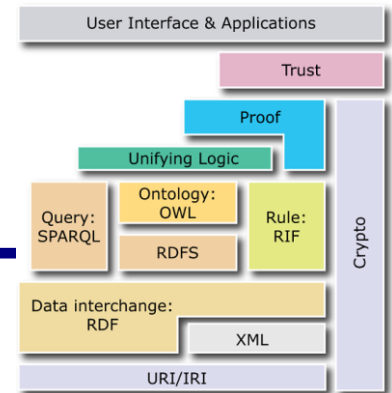 User Interface & Applications
Trust
Proof
Unifying Logic
Ontology:
OWL
Query:
SPARQL
Rule:
RIF
RDFS
Crypto
Data interchange:
RDF
XML
URI/IRI